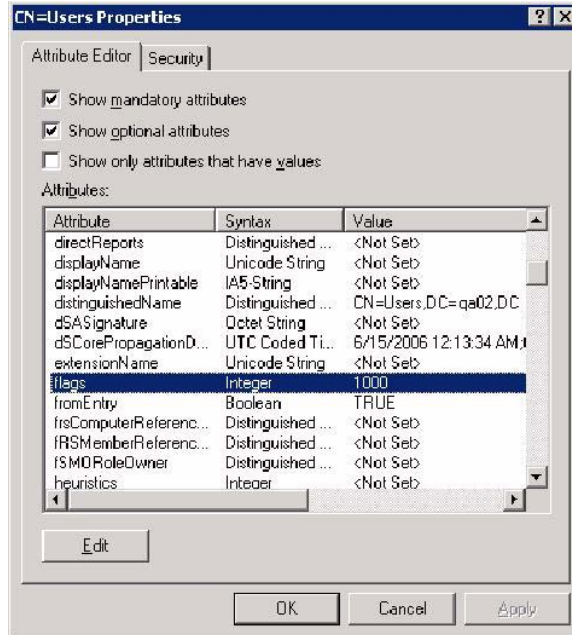 CN=Users Properties
Attribute Editor
Security
Show mandatory attributes
Show optional attributes
Show only attributes that have values
Attributes:
Attribute Syntax Value
directReports Distinguished ... <Not Set>
displayName Unicode String <Not Set>
displayNamePrintable IA5-String <Not Set>
distinguishedName Distinguished ... CN=Users,DC=qa02,DC
dSASignature Octet String <Not Set>
dSCorePropagationD... UTC Coded Ti... 6/15/2006 12:13:34 AM;
extensionName Unicode String <Not Set>
flags Integer 1000
fromEntry Boolean TRUE
frsComputerReferenc... Distinguished ... <Not Set>
fRSMemberReferenc... Distinguished ... <Not Set>
fSMORoleOwner Distinguished ... <Not Set>
heuristics Integer <Not Set>
Edit
OK Cancel Apply